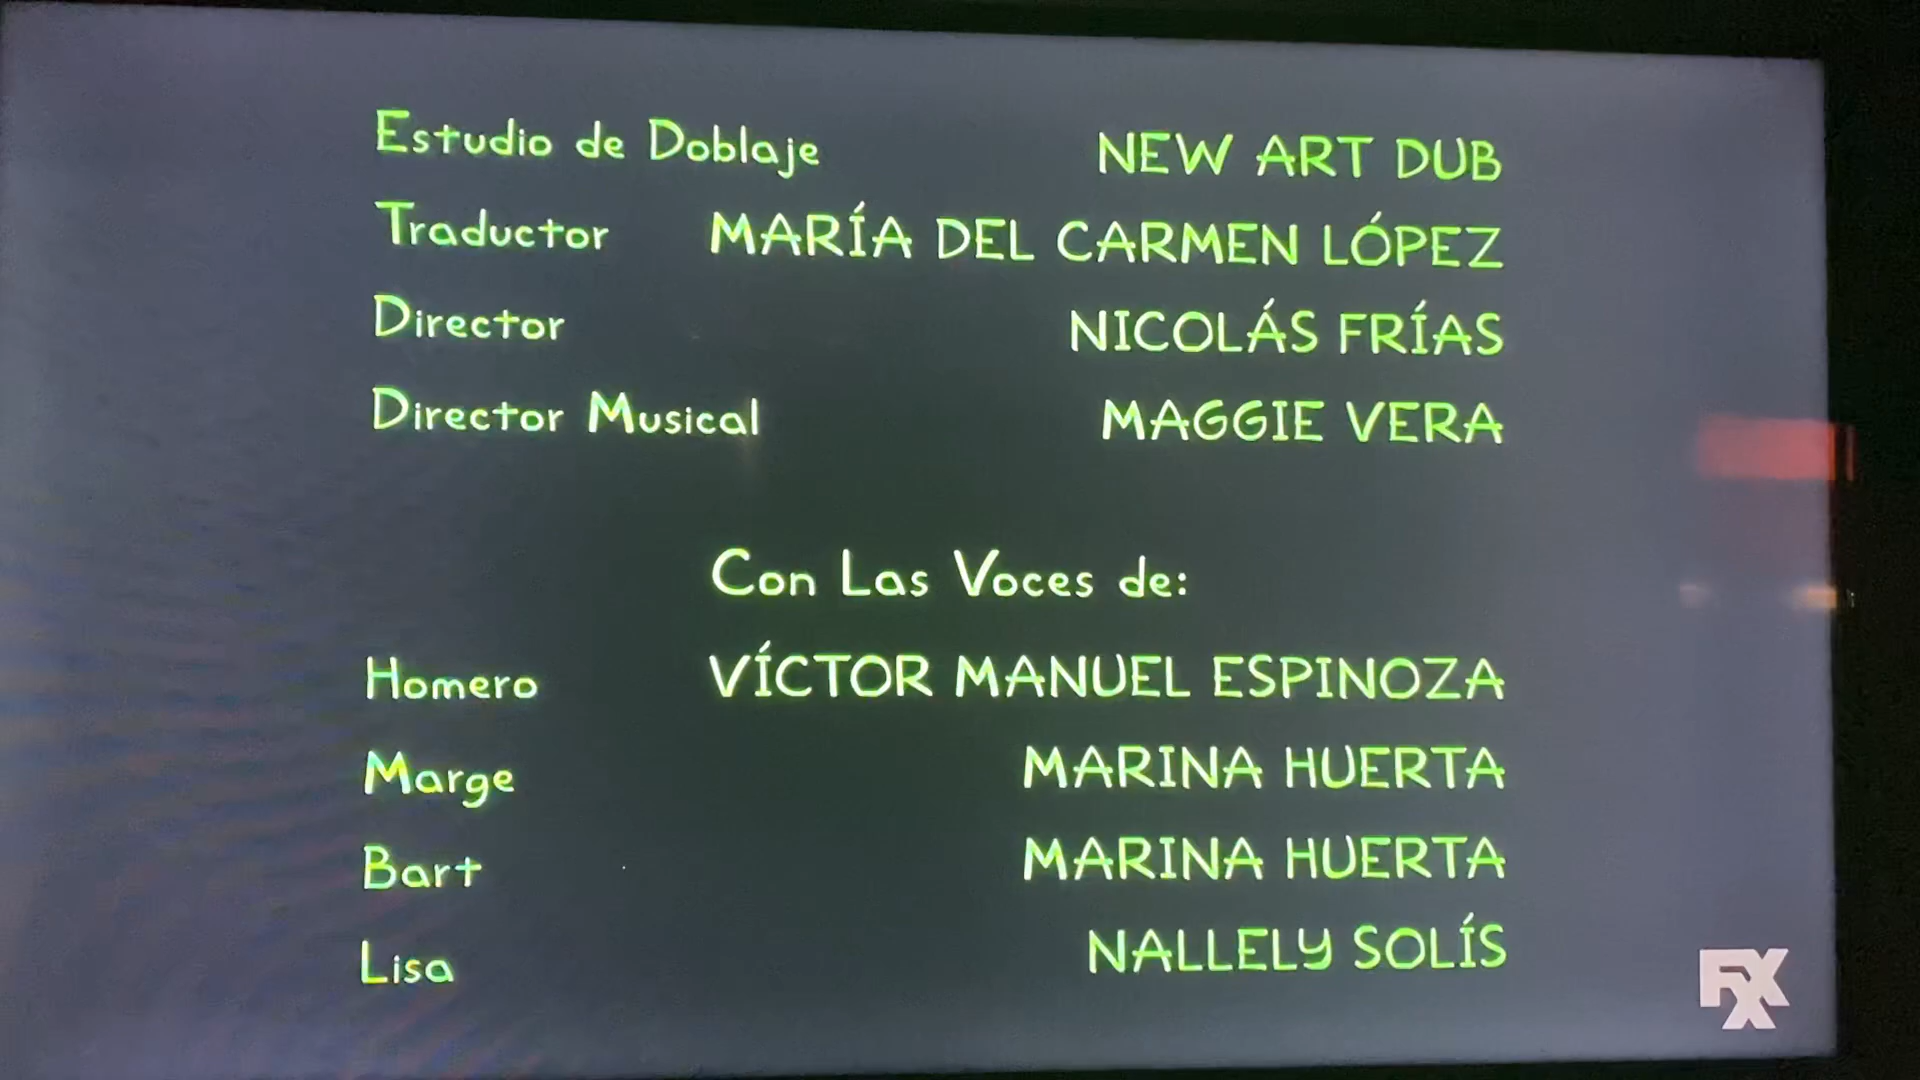 Estudio de Doblaje NEW ART DUB
Traductor MARÍA DEL CARMEN LÓPEZ
Director NICOLÁS FRÍAS
Director Musical MAGGIE VERA
Con Las Voces de:
Homero VÍCTOR MANUEL ESPINOZA
Marge MARINA HUERTA
Bart MARINA HUERTA
Lisa NALLELY SOLÍS
FXX